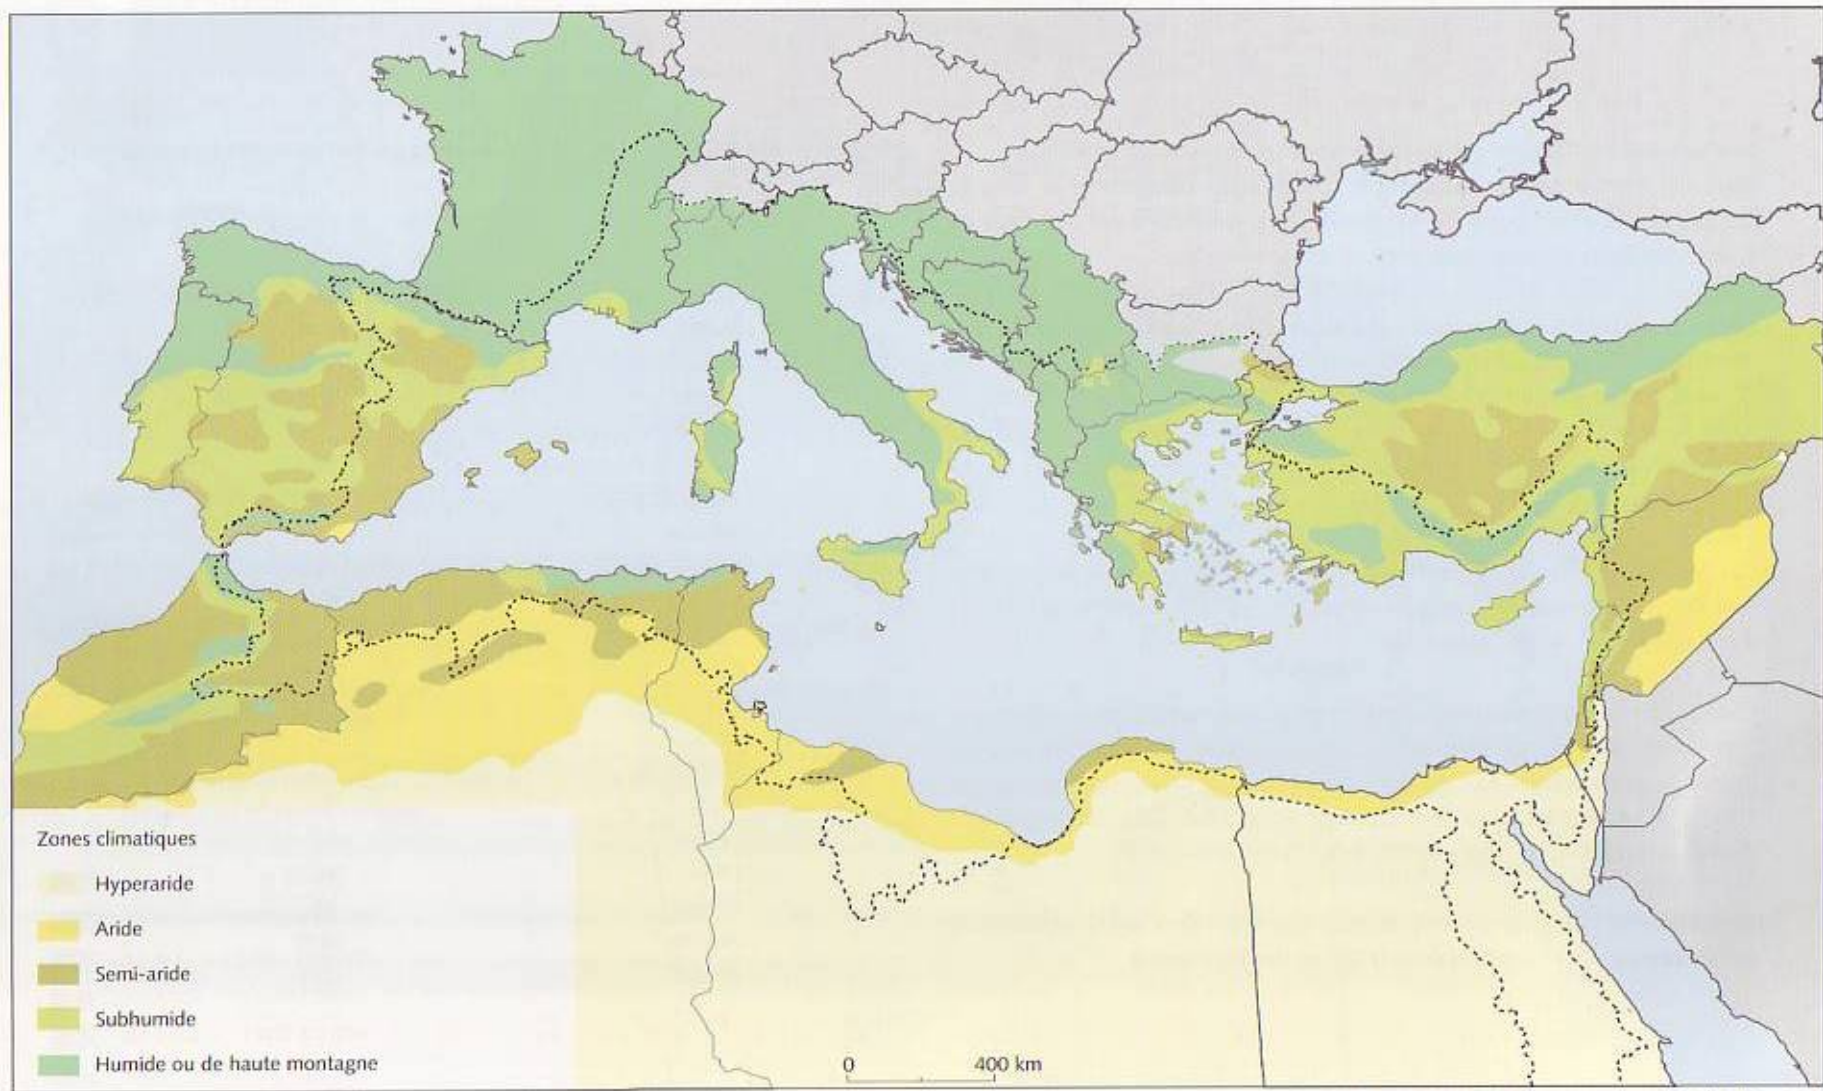 Zones climatiques
Hyperaride
Aride
Semi-aride
Subhumide
Humide ou de haute montagne
0 400 km